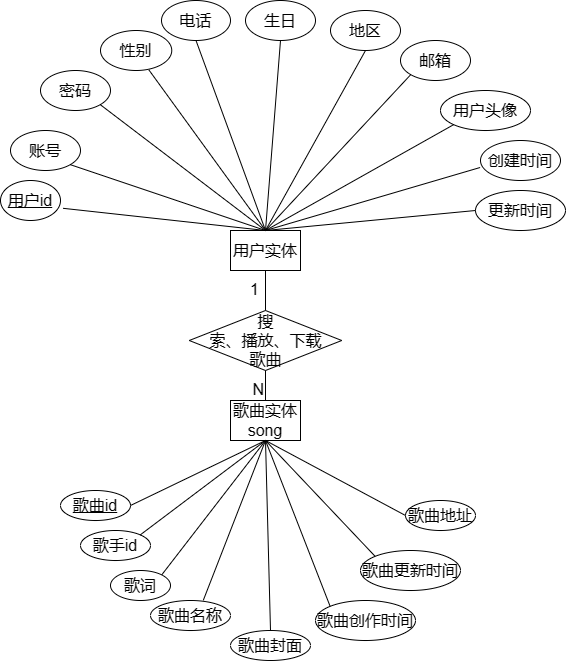 电话
生日
地区
性别
邮箱
密码
用户头像
账号
创建时间
用户id
更新时间
用户实体
1
搜
索、播放、下载
歌曲
N
歌曲实体
song
歌曲id
歌曲地址
歌手id
歌曲更新时间
歌词
歌曲名称
歌曲创作时间
歌曲封面